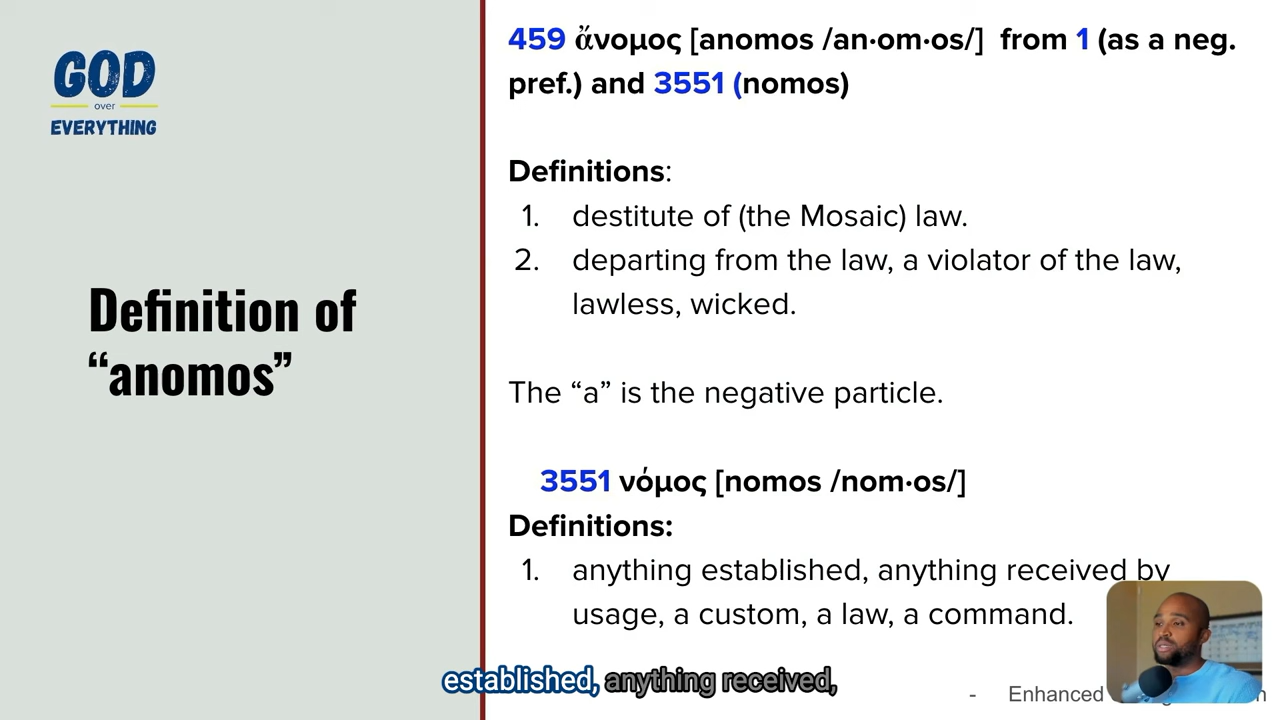 GOD
over
EVERYTHING
Definition of
“anomos”
459 ἄνομος [anomos /an·om·os/] from 1 (as a neg.
pref.) and 3551 (nomos)
Definitions:
1. destitute of (the Mosaic) law.
2. departing from the law, a violator of the law,
lawless, wicked.
The “a” is the negative particle.
3551 νόμος [nomos /nom·os/]
Definitions:
1. anything established, anything received by
usage, a custom, a law, a command.
established, anything received,
- Enhanced